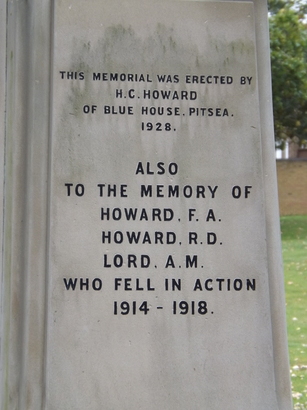 THIS MEMORIAL WAS ERECTED BY
H.C. HOWARD
OF BLUE HOUSE, PITSEA.
1928.
ALSO
TO THE MEMORY OF
HOWARD, F. A.
HOWARD, R.D.
LORD, A.M.
WHO FELL IN ACTION
1914 - 1918.